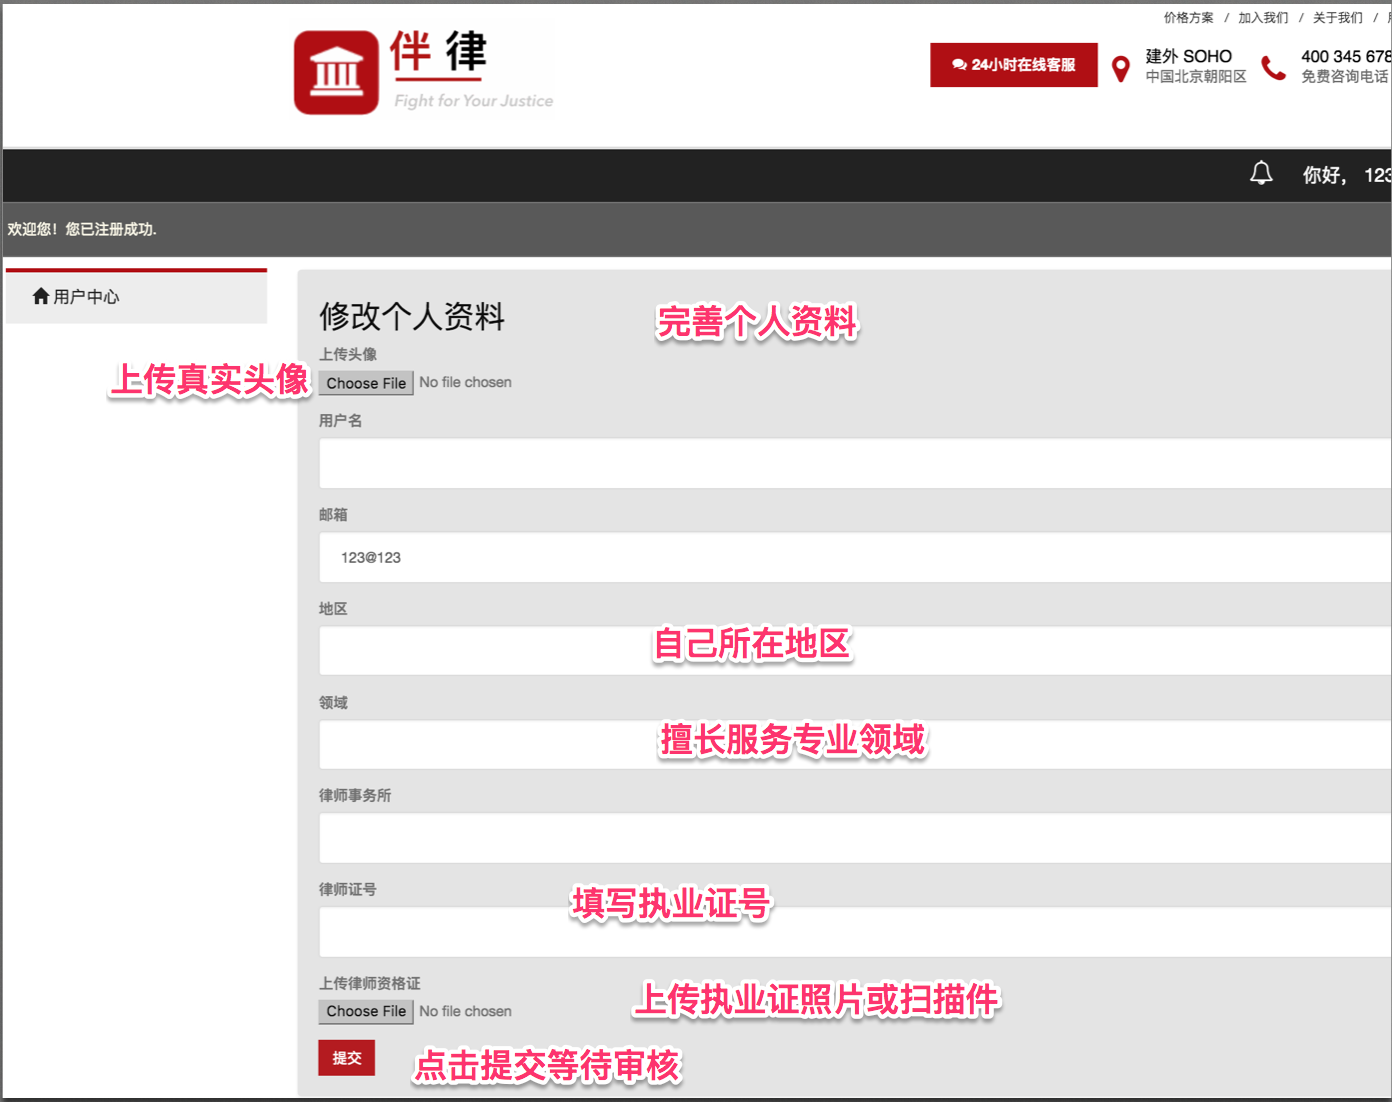 价格方案 / 加入我们 / 关于我们 /
伴律
Fight for Your Justice
24小时在线客服
建外 SOHO
中国北京朝阳区
400 345 678
免费咨询电话
你好， 123
欢迎您！您已注册成功.
用户中心
修改个人资料
完善个人资料
上传头像
上传真实头像
Choose File No file chosen
用户名
邮箱
123@123
地区
自己所在地区
领域
擅长服务专业领域
律师事务所
律师证号
填写执业证号
上传律师资格证
上传执业证照片或扫描件
Choose File No file chosen
提交
点击提交等待审核